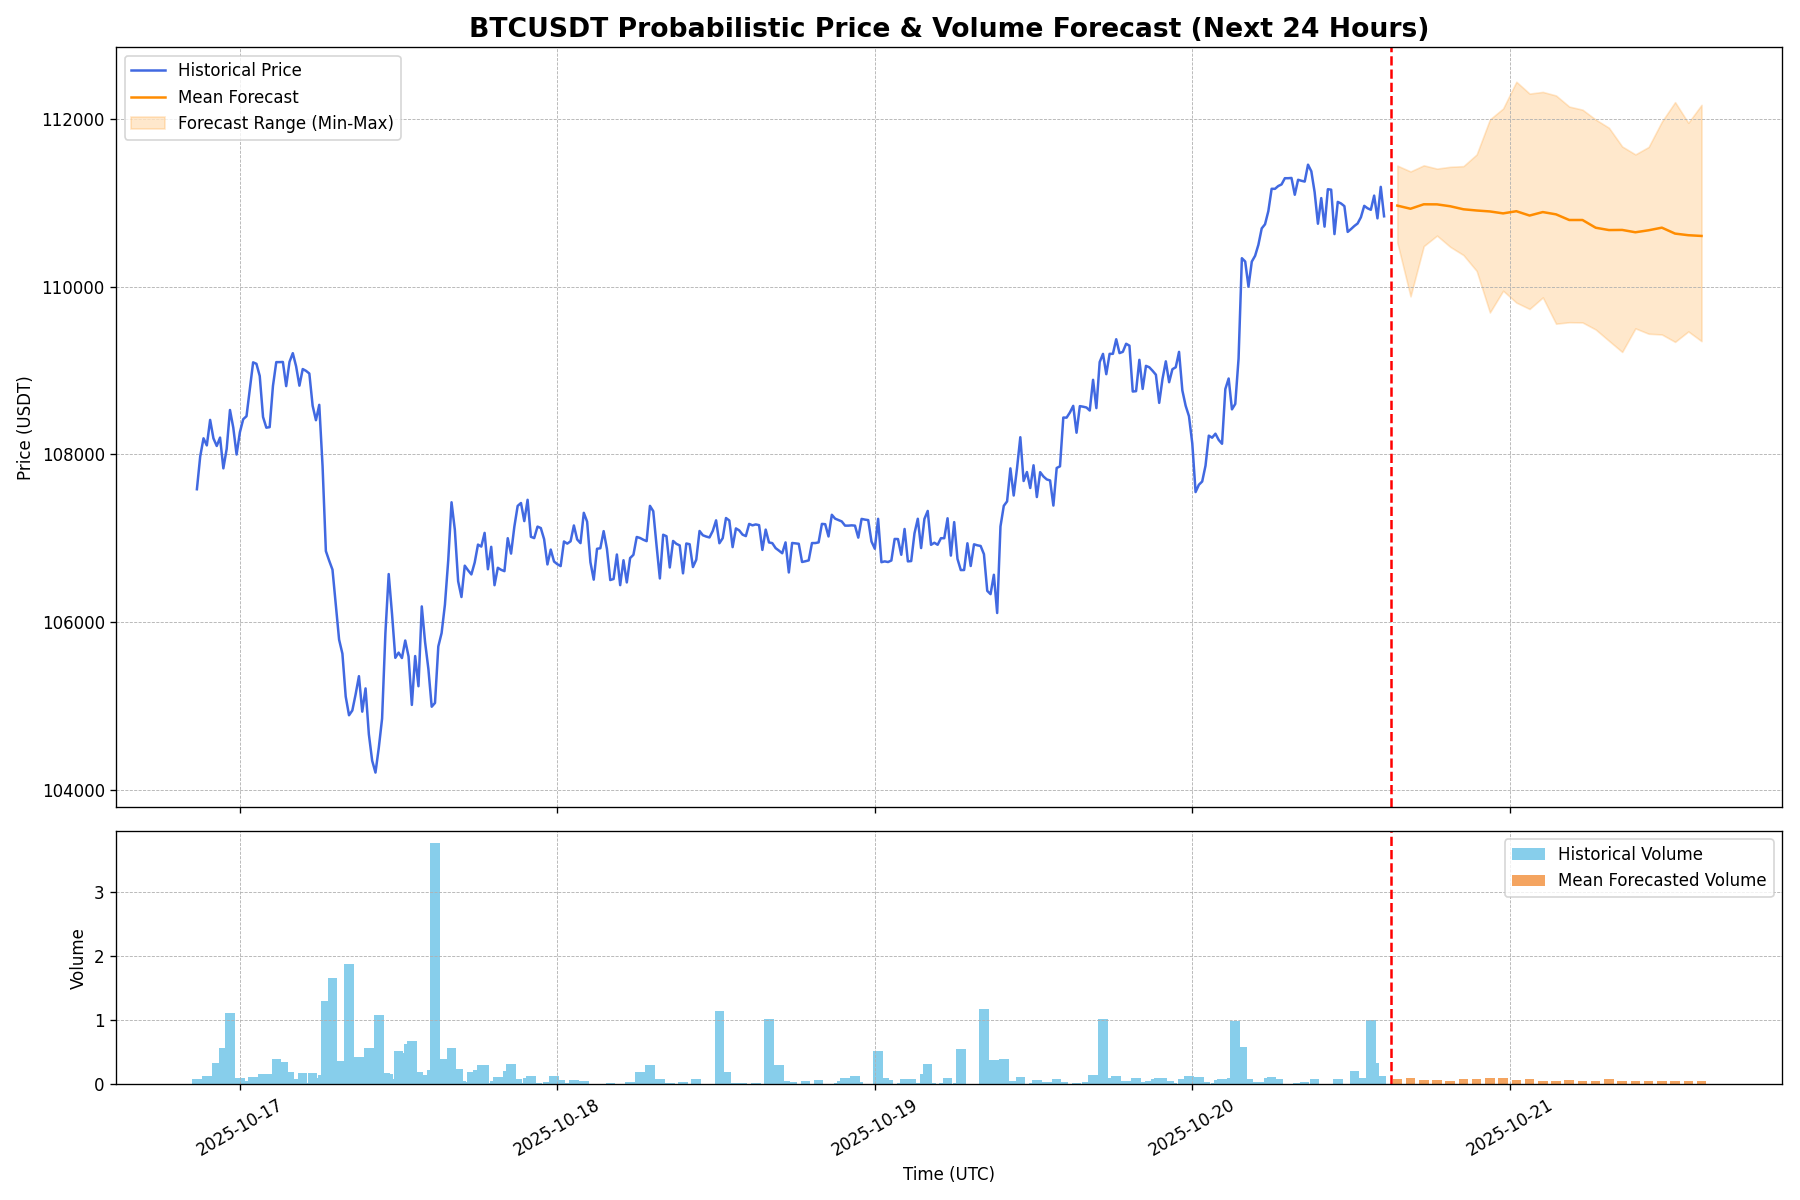 BTCUSDT Probabilistic Price & Volume Forecast (Next 24 Hours)
Historical Price
Mean Forecast
Forecast Range (Min-Max)
Price (USDT)
112000
110000
108000
106000
104000
Historical Volume
Mean Forecasted Volume
Volume
3
2
1
0
2025-10-17
2025-10-18
2025-10-19
2025-10-20
2025-10-21
Time (UTC)